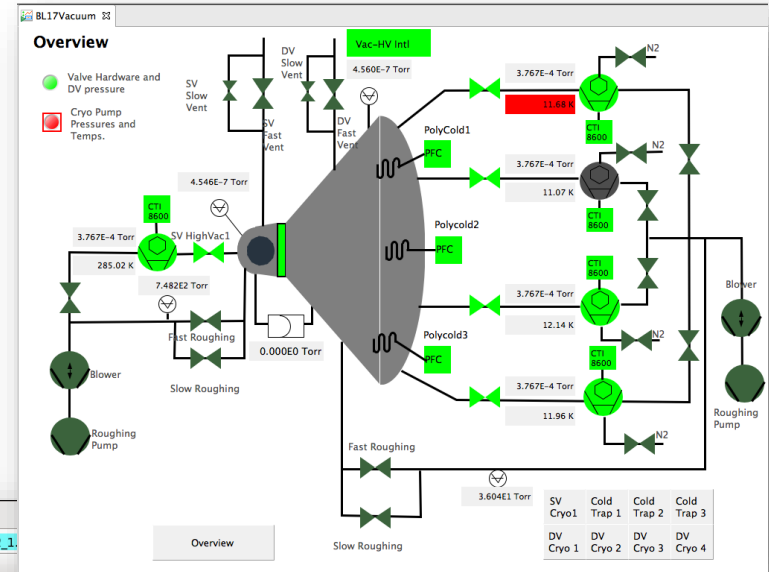 BL17Vacuum
Overview
Valve Hardware and
DV pressure
Cryo Pump
Pressures and
Temps.
SV
Slow
Vent
SV
Fast
Vent
DV
Slow
Vent
DV
Fast
Vent
Vac-HV Intl
4.560E-7 Torr
3.767E-4 Torr
11.68 K
N2
CTI
8600
PolyCold1
PFC
3.767E-4 Torr
11.07 K
N2
CTI
8600
4.546E-7 Torr
CTI
8600
3.767E-4 Torr
285.02 K
SV HighVac1
7.482E2 Torr
Polycold2
PFC
CTI
8600
3.767E-4 Torr
12.14 K
N2
Blower
Fast Roughing
0.000E0 Torr
Slow Roughing
Polycold3
PFC
CTI
8600
3.767E-4 Torr
11.96 K
N2
Blower
Roughing
Pump
Roughing
Pump
Fast Roughing
3.604E1 Torr
Slow Roughing
Overview
SV
Cryo1
Cold
Trap 1
Cold
Trap 2
Cold
Trap 3
DV
Cryo 1
DV
Cryo 2
DV
Cryo 3
DV
Cryo 4